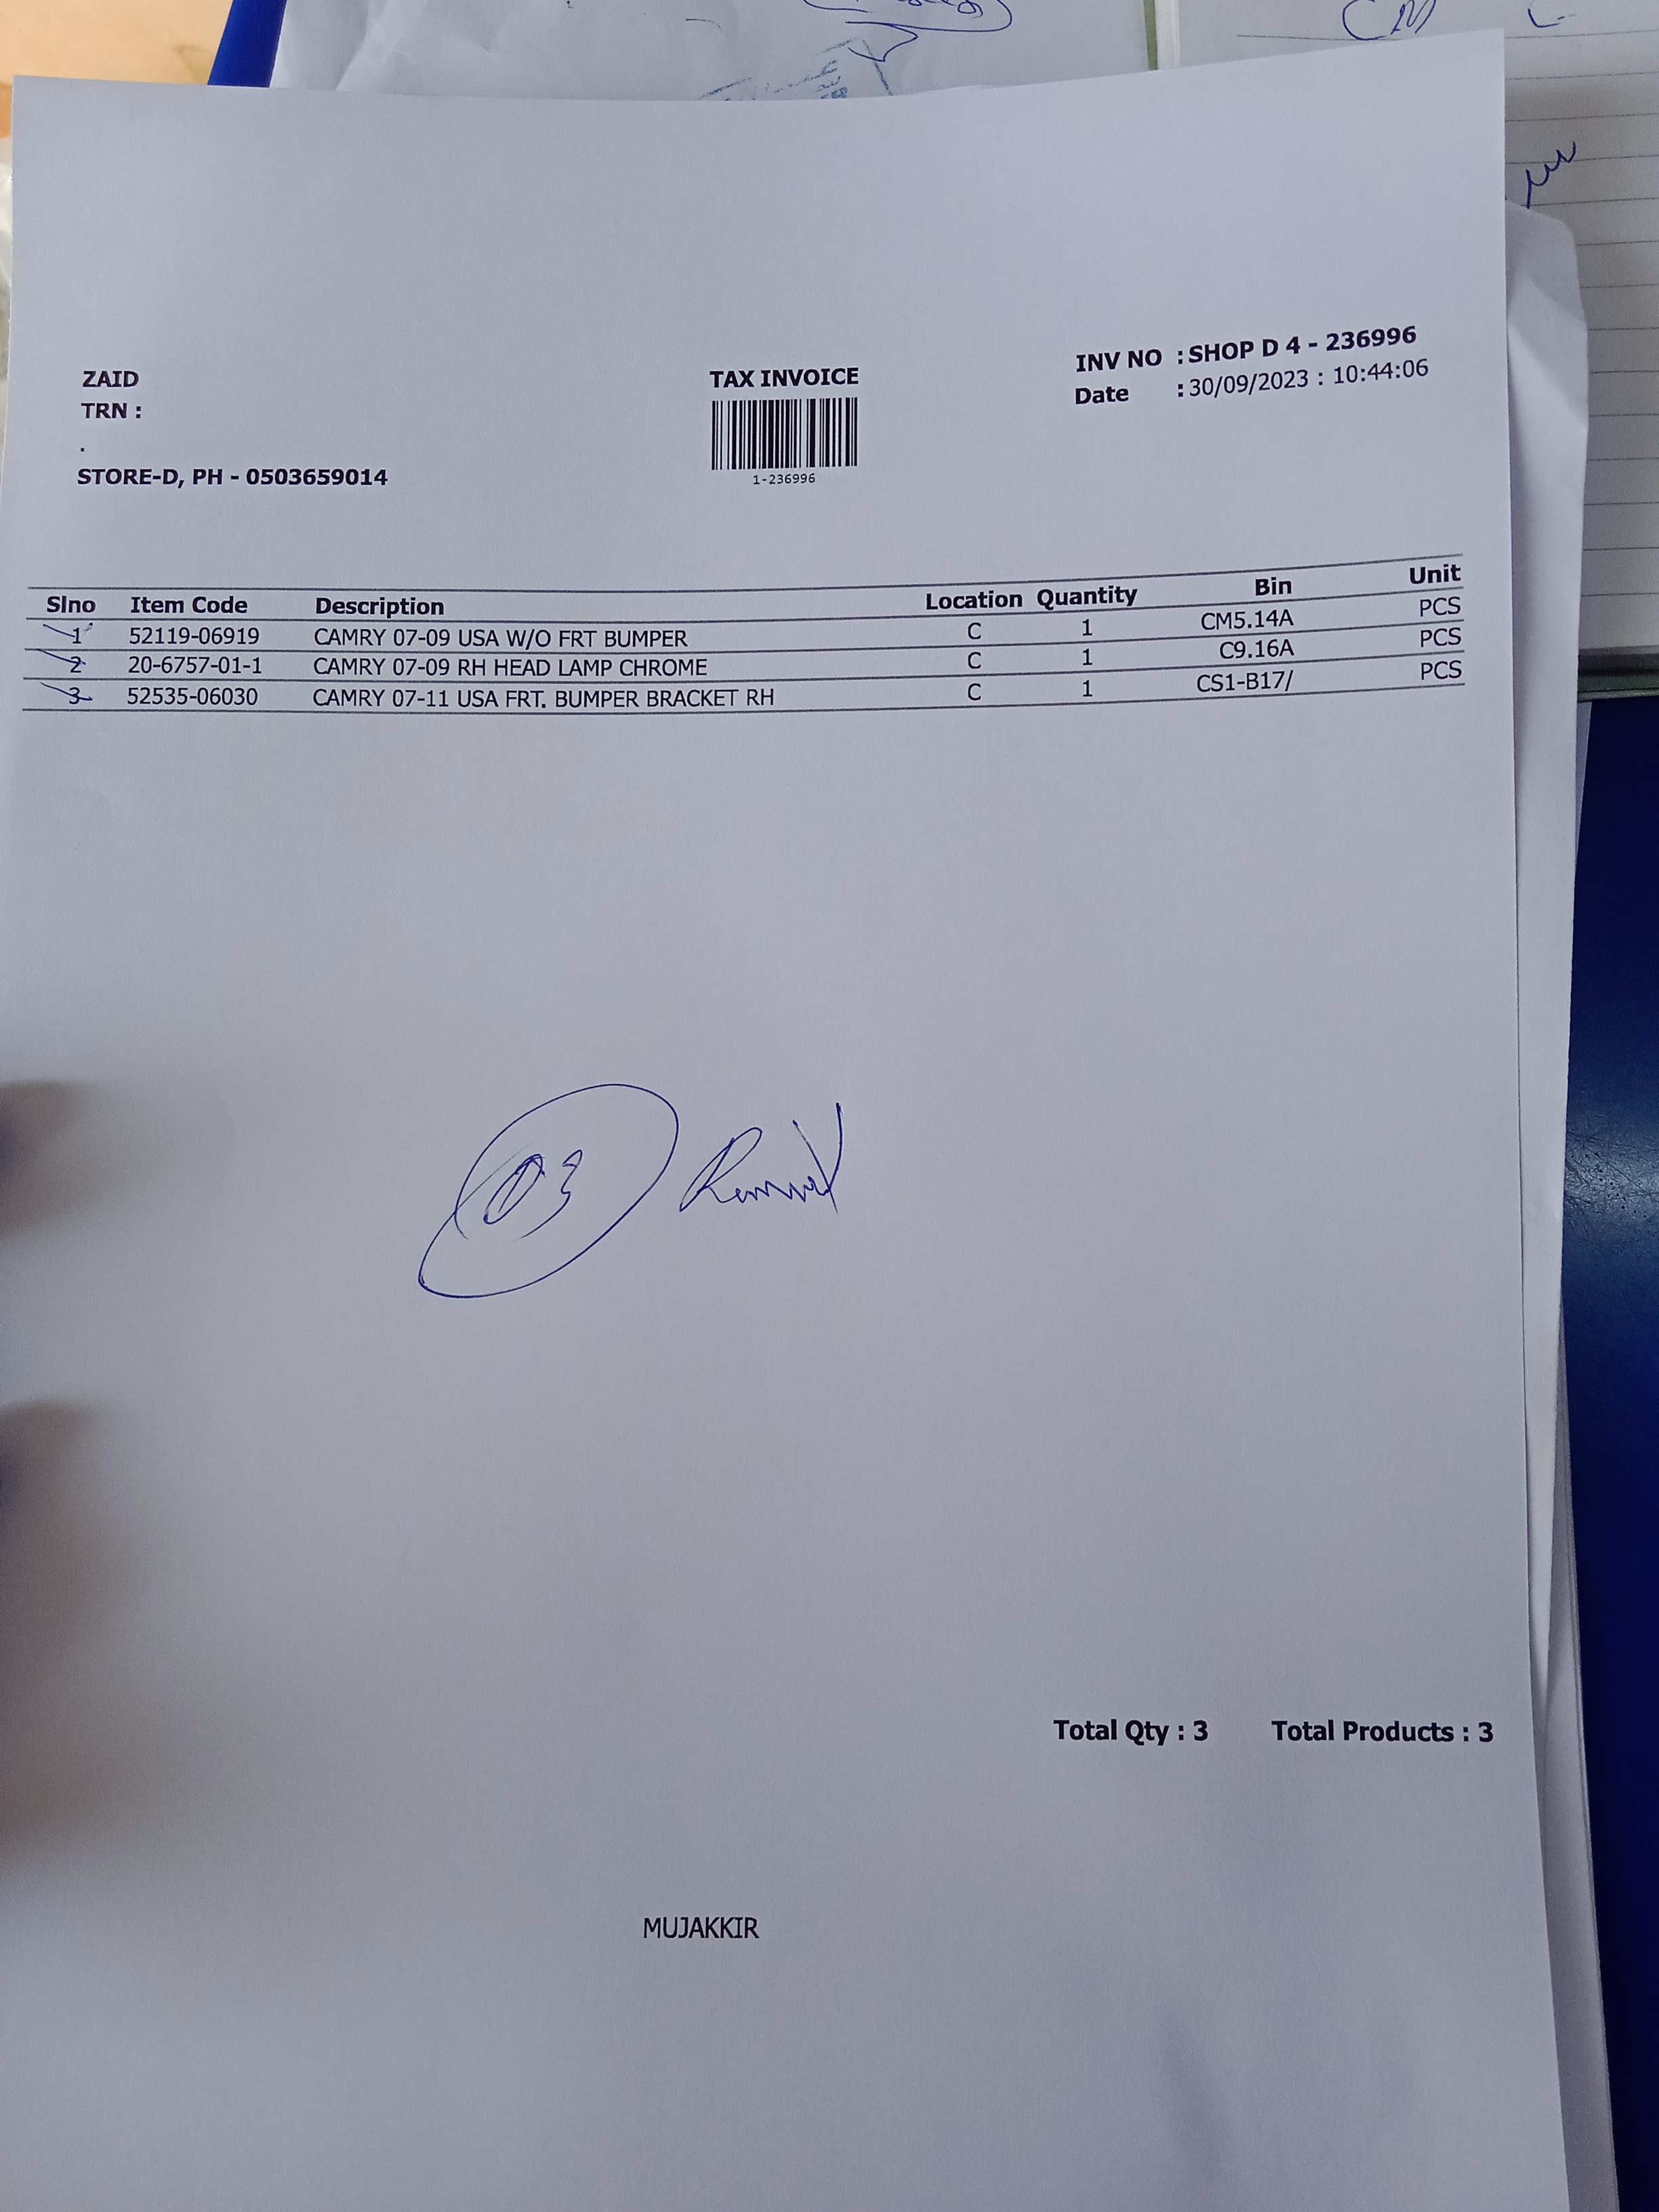 ZAID
TRN :
.
STORE-D, PH - 0503659014
TAX INVOICE
1-236996
INV NO : SHOP D 4 - 236996
Date : 30/09/2023 : 10:44:06
Slno Item Code Description Location Quantity Bin Unit
1 52119-06919 CAMRY 07-09 USA W/O FRT BUMPER C 1 CM5.14A PCS
2 20-6757-01-1 CAMRY 07-09 RH HEAD LAMP CHROME C 1 C9.16A PCS
3 52535-06030 CAMRY 07-11 USA FRT. BUMPER BRACKET RH C 1 CS1-B17/ PCS
03
Total Qty : 3 Total Products : 3
MUJAKKIR